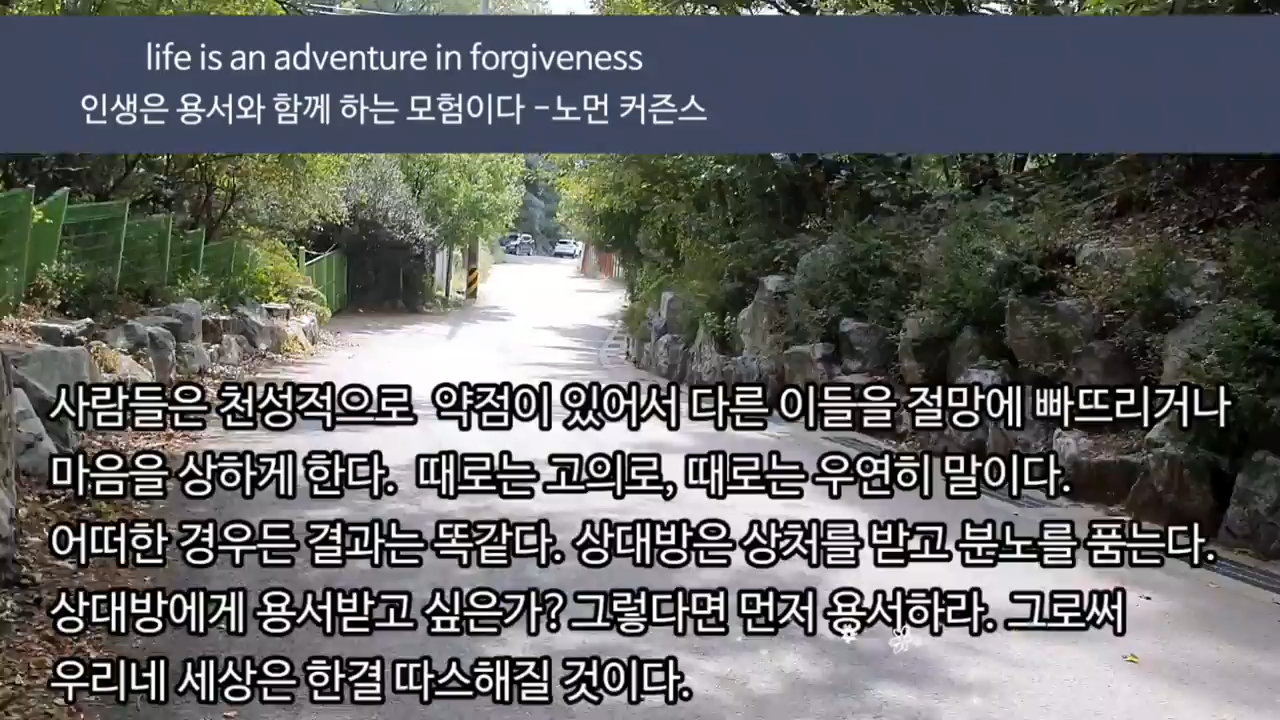 life is an adventure in forgiveness
인생은 용서와 함께 하는 모험이다 -노먼 커즌스
사람들은 천성적으로 약점이 있어서 다른 이들을 절망에 빠뜨리거나
마음을 상하게 한다. 때로는 고의로, 때로는 우연히 말이다.
어떠한 경우든 결과는 똑같다. 상대방은 상처를 받고 분노를 품는다.
상대방에게 용서받고 싶은가? 그렇다면 먼저 용서하라. 그로써
우리네 세상은 한결 따스해질 것이다.